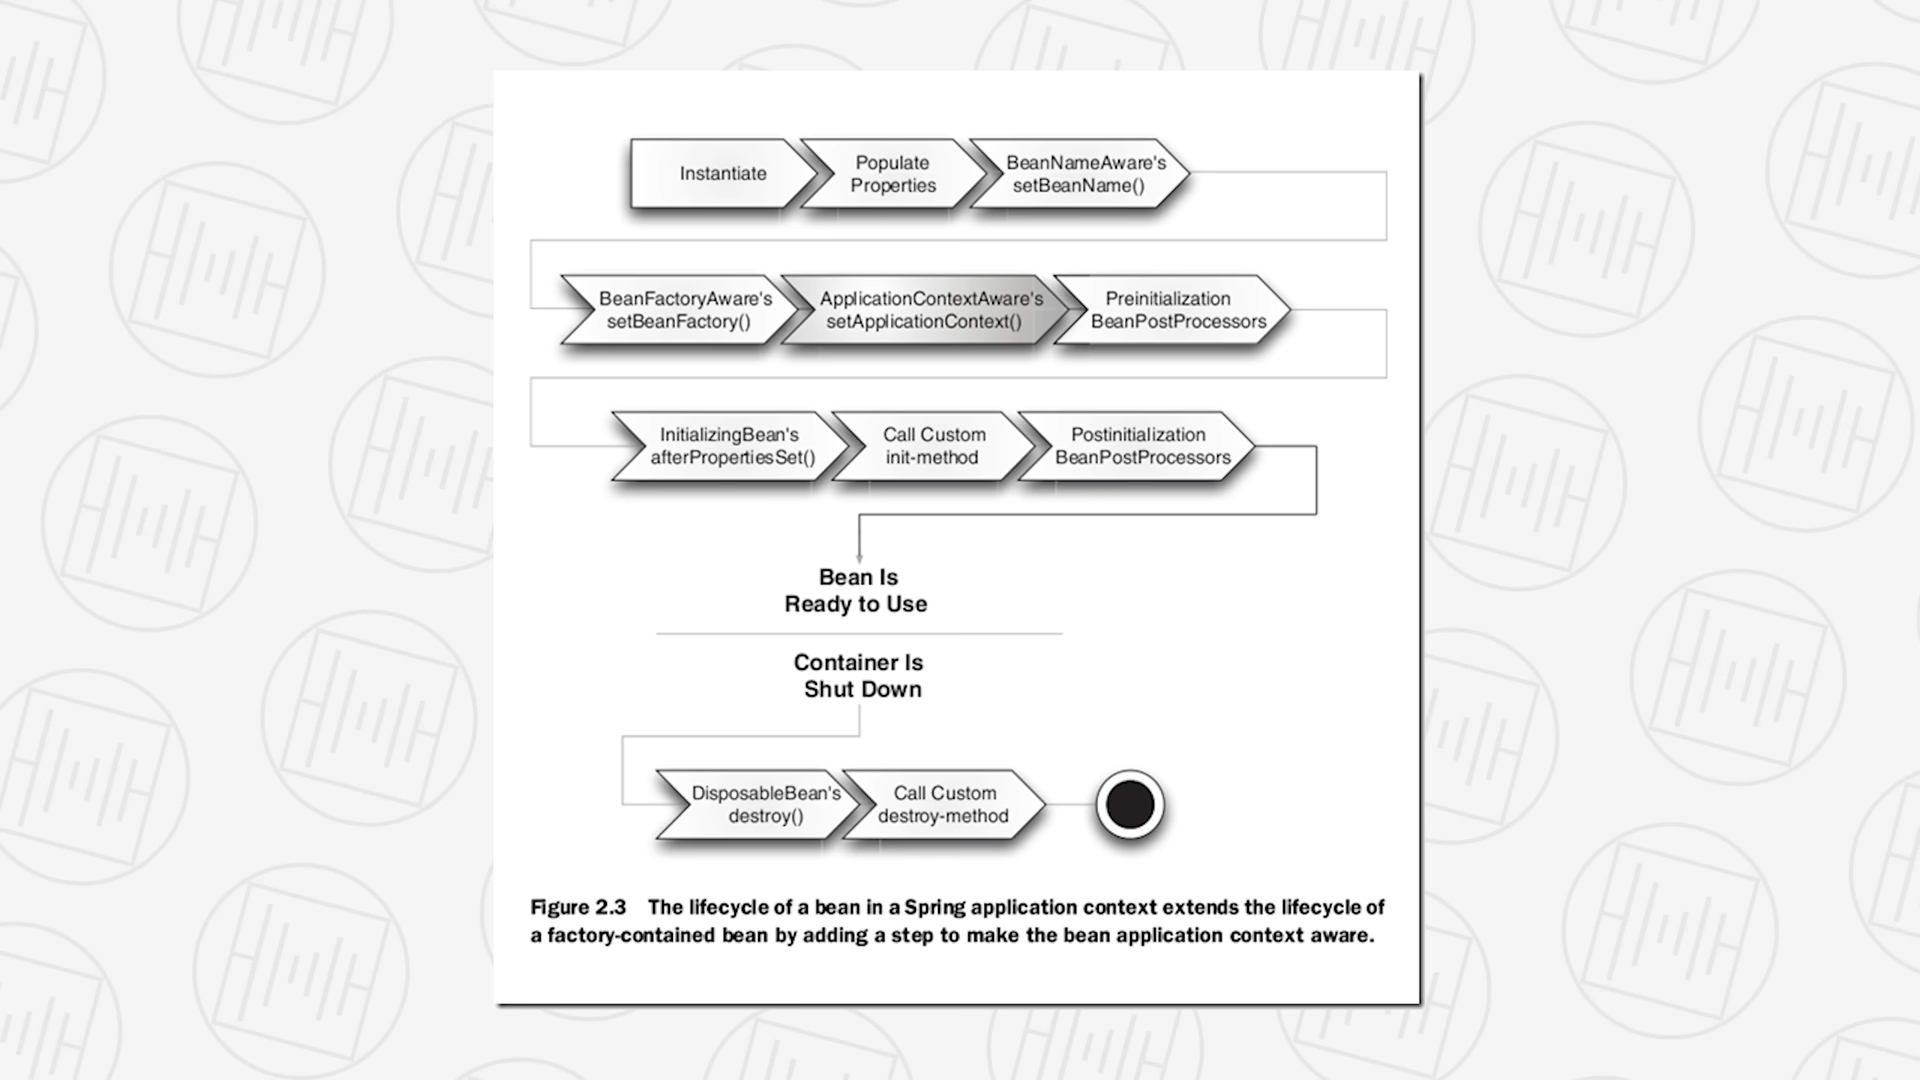 Instantiate
Populate
Properties
BeanNameAware's
setBeanName()
BeanFactoryAware's
setBeanFactory()
ApplicationContextAware's
setApplicationContext()
Preinitialization
BeanPostProcessors
InitializingBean's
afterPropertiesSet()
Call Custom
init-method
Postinitialization
BeanPostProcessors
Bean Is
Ready to Use
Container Is
Shut Down
DisposableBean's
destroy()
Call Custom
destroy-method
Figure 2.3 The lifecycle of a bean in a Spring application context extends the lifecycle of
a factory-contained bean by adding a step to make the bean application context aware.